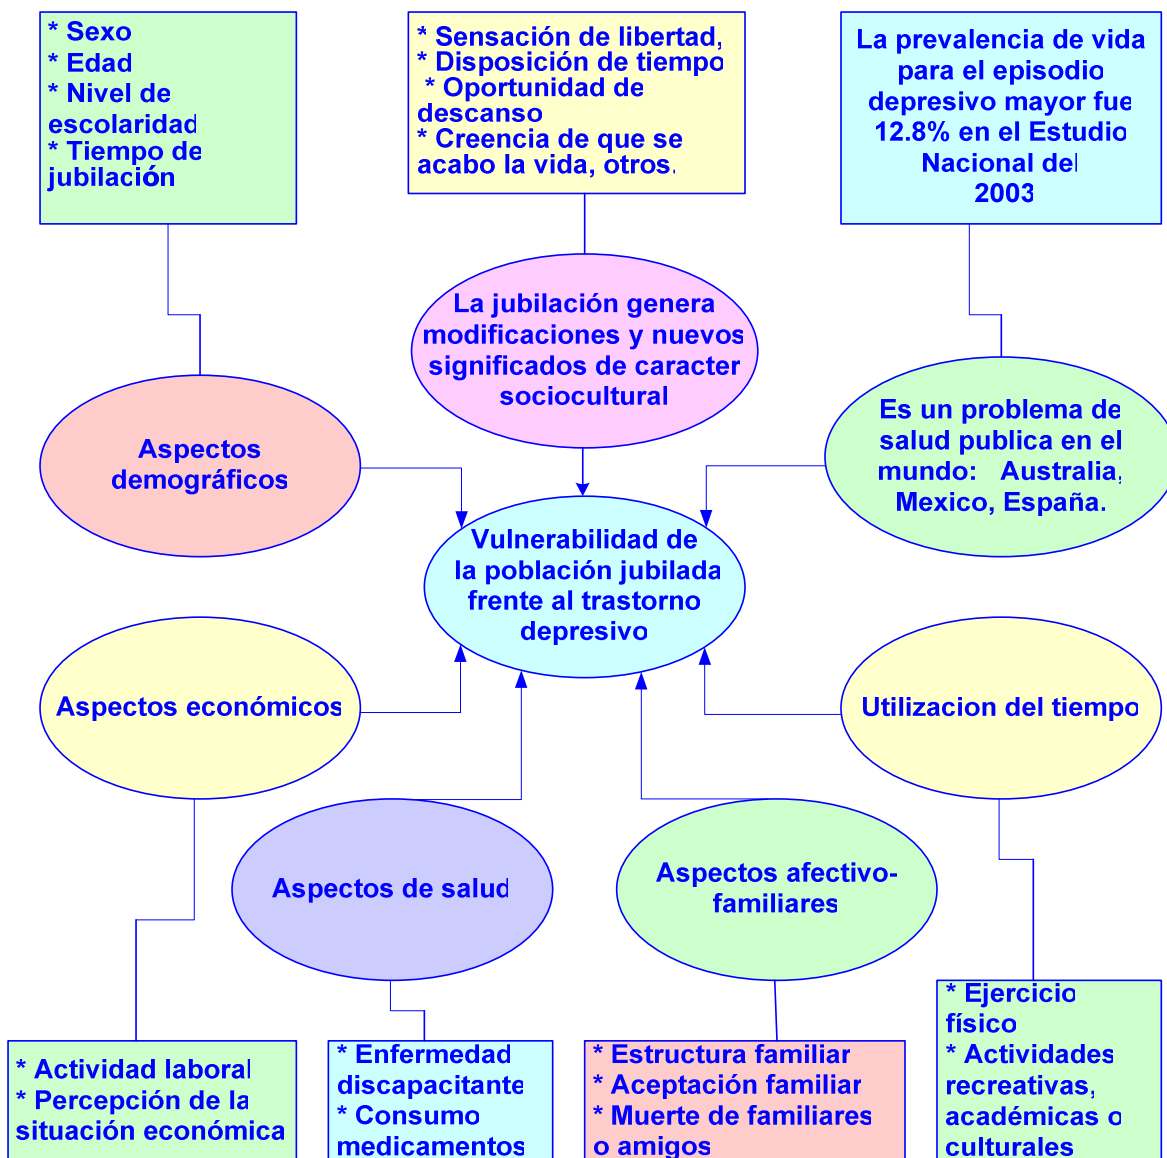 * Sexo
* Edad
* Nivel de
escolaridad
* Tiempo de
jubilación
* Sensación de libertad,
* Disposición de tiempo
* Oportunidad de
descanso
* Creencia de que se
acabo la vida, otros.
La prevalencia de vida
para el episodio
depresivo mayor fue
12.8% en el Estudio
Nacional del
2003
La jubilación genera
modificaciones y nuevos
significados de caracter
sociocultural
Aspectos
demográficos
Es un problema de
salud publica en el
mundo: Australia,
Mexico, España.
Vulnerabilidad de
la población jubilada
frente al trastorno
depresivo
Aspectos económicos
Utilizacion del tiempo
Aspectos de salud
Aspectos afectivo-
familiares
* Actividad laboral
* Percepción de la
situación económica
* Enfermedad
discapacitante
* Consumo
medicamentos
* Estructura familiar
* Aceptación familiar
* Muerte de familiares
o amigos
* Ejercicio
físico
* Actividades
recreativas,
académicas o
culturales